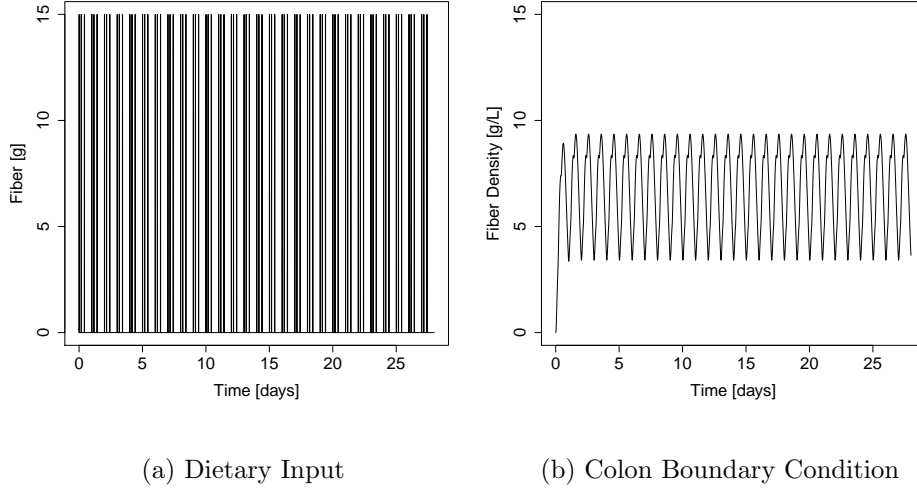 15
10
5
0
Fiber [g]
0 5 10 15 20 25
Time [days]
(a) Dietary Input
15
10
5
0
Fiber Density [g/L]
0 5 10 15 20 25
Time [days]
(b) Colon Boundary Condition